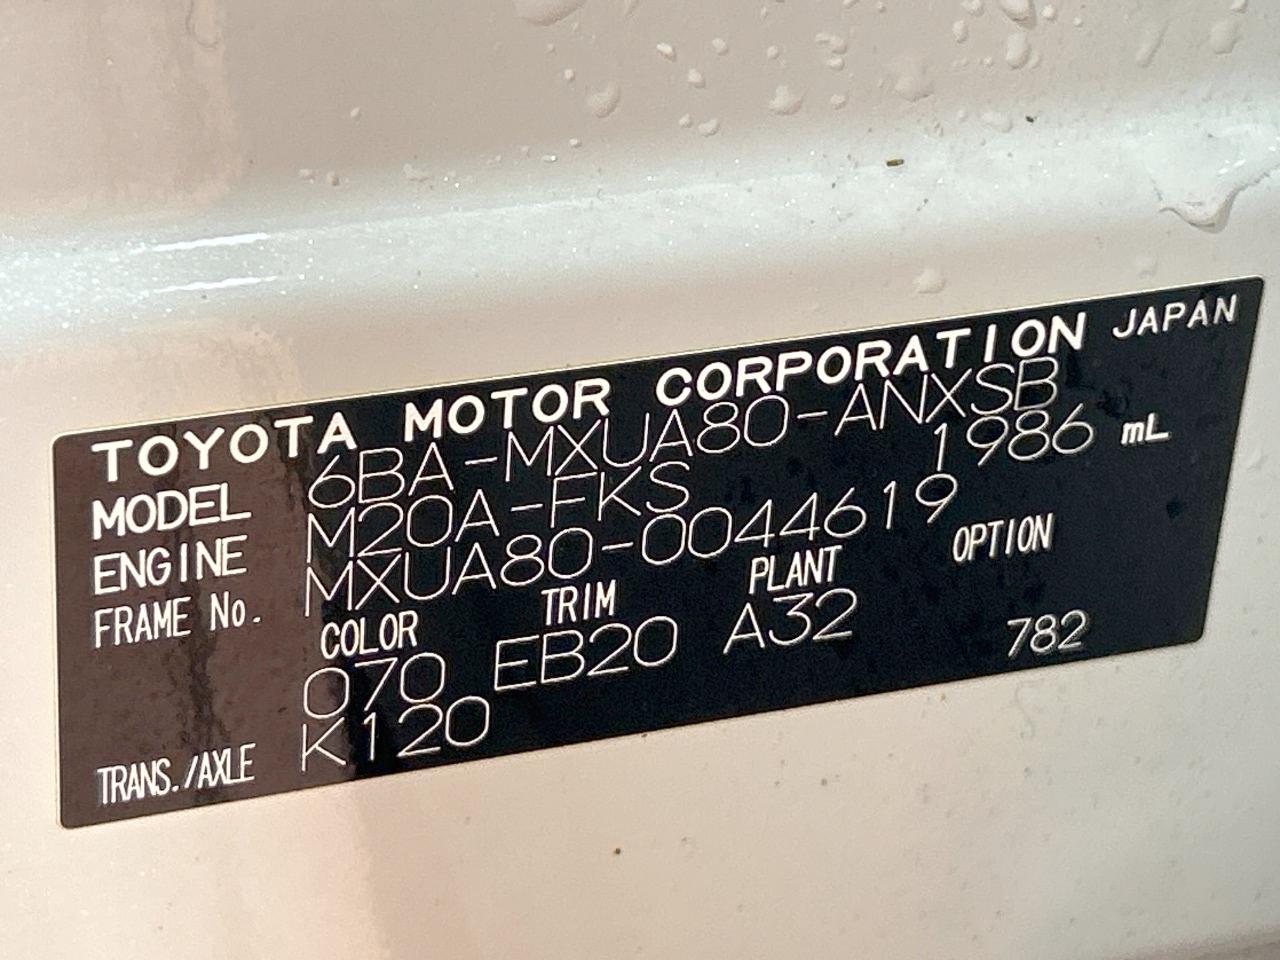 TOYOTA MOTOR CORPORATION JAPAN
MODEL 6BA-MXUA80-ANXSB
ENGINE M20A-FKS 1986 mL
FRAME No. MXUA80-0044619
COLOR TRIM PLANT OPTION
070 EB20 A32 782
TRANS./AXLE K120